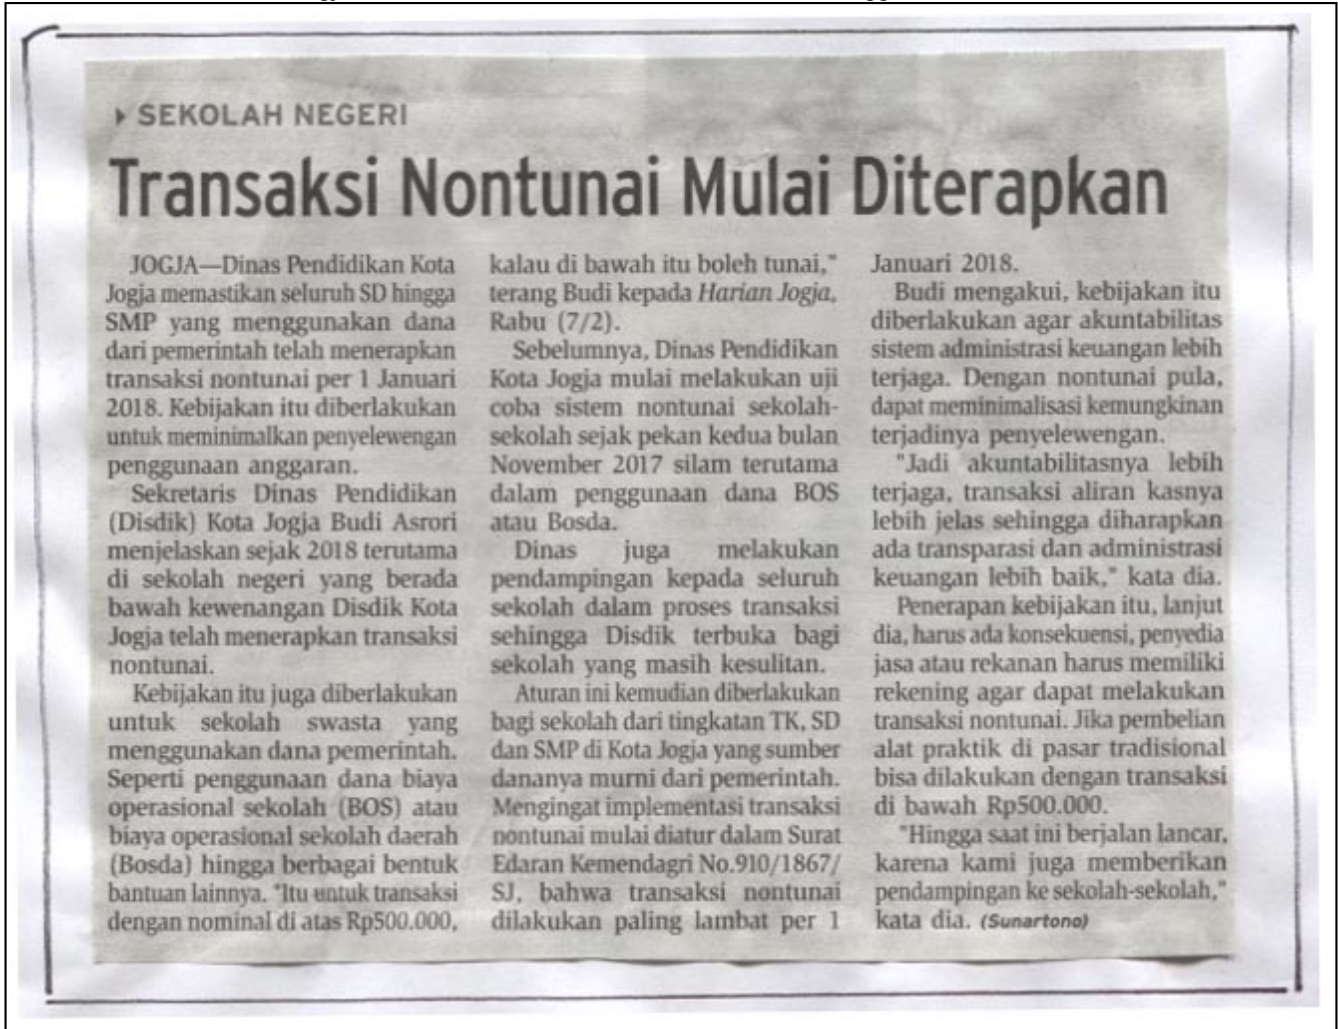 SEKOLAH NEGERI
Transaksi Nontunai Mulai Diterapkan
JOGJA—Dinas Pendidikan Kota
Jogja memastikan seluruh SD hingga
SMP yang menggunakan dana
dari pemerintah telah menerapkan
transaksi nontunai per 1 Januari
2018. Kebijakan itu diberlakukan
untuk meminimalkan penyelewengan
penggunaan anggaran.
Sekretaris Dinas Pendidikan
(Disdik) Kota Jogja Budi Asrori
menjelaskan sejak 2018 terutama
di sekolah negeri yang berada
bawah kewenangan Disdik Kota
Jogja telah menerapkan transaksi
nontunai.
Kebijakan itu juga diberlakukan
untuk sekolah swasta yang
menggunakan dana pemerintah.
Seperti penggunaan dana biaya
operasional sekolah (BOS) atau
biaya operasional sekolah daerah
(Bosda) hingga berbagai bentuk
bantuan lainnya. "Itu untuk transaksi
dengan nominal di atas Rp500.000,
kalau di bawah itu boleh tunai,"
terang Budi kepada Harian Jogja,
Rabu (7/2).
Sebelumnya, Dinas Pendidikan
Kota Jogja mulai melakukan uji
coba sistem nontunai sekolah-
sekolah sejak pekan kedua bulan
November 2017 silam terutama
dalam penggunaan dana BOS
atau Bosda.
Dinas juga melakukan
pendampingan kepada seluruh
sekolah dalam proses transaksi
sehingga Disdik terbuka bagi
sekolah yang masih kesulitan.
Aturan ini kemudian diberlakukan
bagi sekolah dari tingkatan TK, SD
dan SMP di Kota Jogja yang sumber
dananya murni dari pemerintah.
Mengingat implementasi transaksi
nontunai mulai diatur dalam Surat
Edaran Kemendagri No.910/1867/
SJ, bahwa transaksi nontunai
dilakukan paling lambat per 1
Januari 2018.
Budi mengakui, kebijakan itu
diberlakukan agar akuntabilitas
sistem administrasi keuangan lebih
terjaga. Dengan nontunai pula,
dapat meminimalisasi kemungkinan
terjadinya penyelewengan.
"Jadi akuntabilitasnya lebih
terjaga, transaksi aliran kasnya
lebih jelas sehingga diharapkan
ada transparasi dan administrasi
keuangan lebih baik," kata dia.
Penerapan kebijakan itu, lanjut
dia, harus ada konsekuensi, penyedia
jasa atau rekanan harus memiliki
rekening agar dapat melakukan
transaksi nontunai. Jika pembelian
alat praktik di pasar tradisional
bisa dilakukan dengan transaksi
di bawah Rp500.000.
"Hingga saat ini berjalan lancar,
karena kami juga memberikan
pendampingan ke sekolah-sekolah,"
kata dia. (Sunartono)